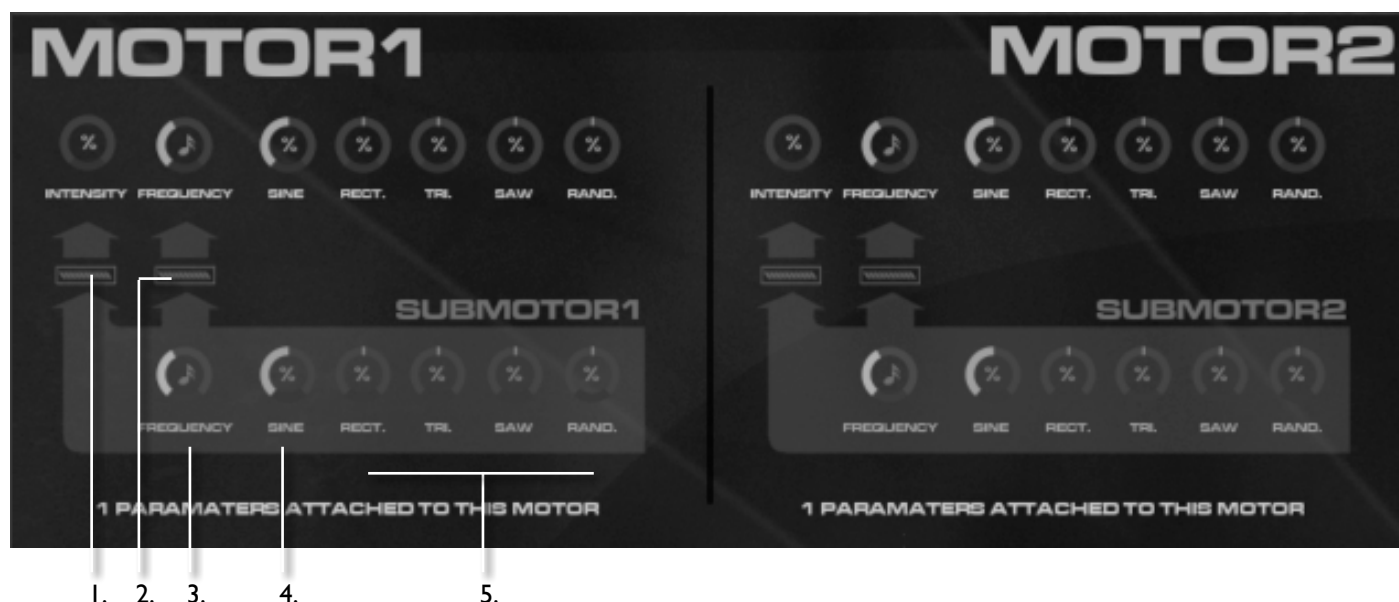 MOTOR1 MOTOR2
% % % % % % % % % % % %
INTENSITY FREQUENCY SINE RECT. TRI. SAW RAND. INTENSITY FREQUENCY SINE RECT. TRI. SAW RAND.
SUBMOTOR1 SUBMOTOR2
% % % % % % % % % %
FREQUENCY SINE RECT. TRI. SAW RAND. FREQUENCY SINE RECT. TRI. SAW RAND.
1 PARAMATERS ATTACHED TO THIS MOTOR 1 PARAMATERS ATTACHED TO THIS MOTOR
1. 2. 3. 4. 5.